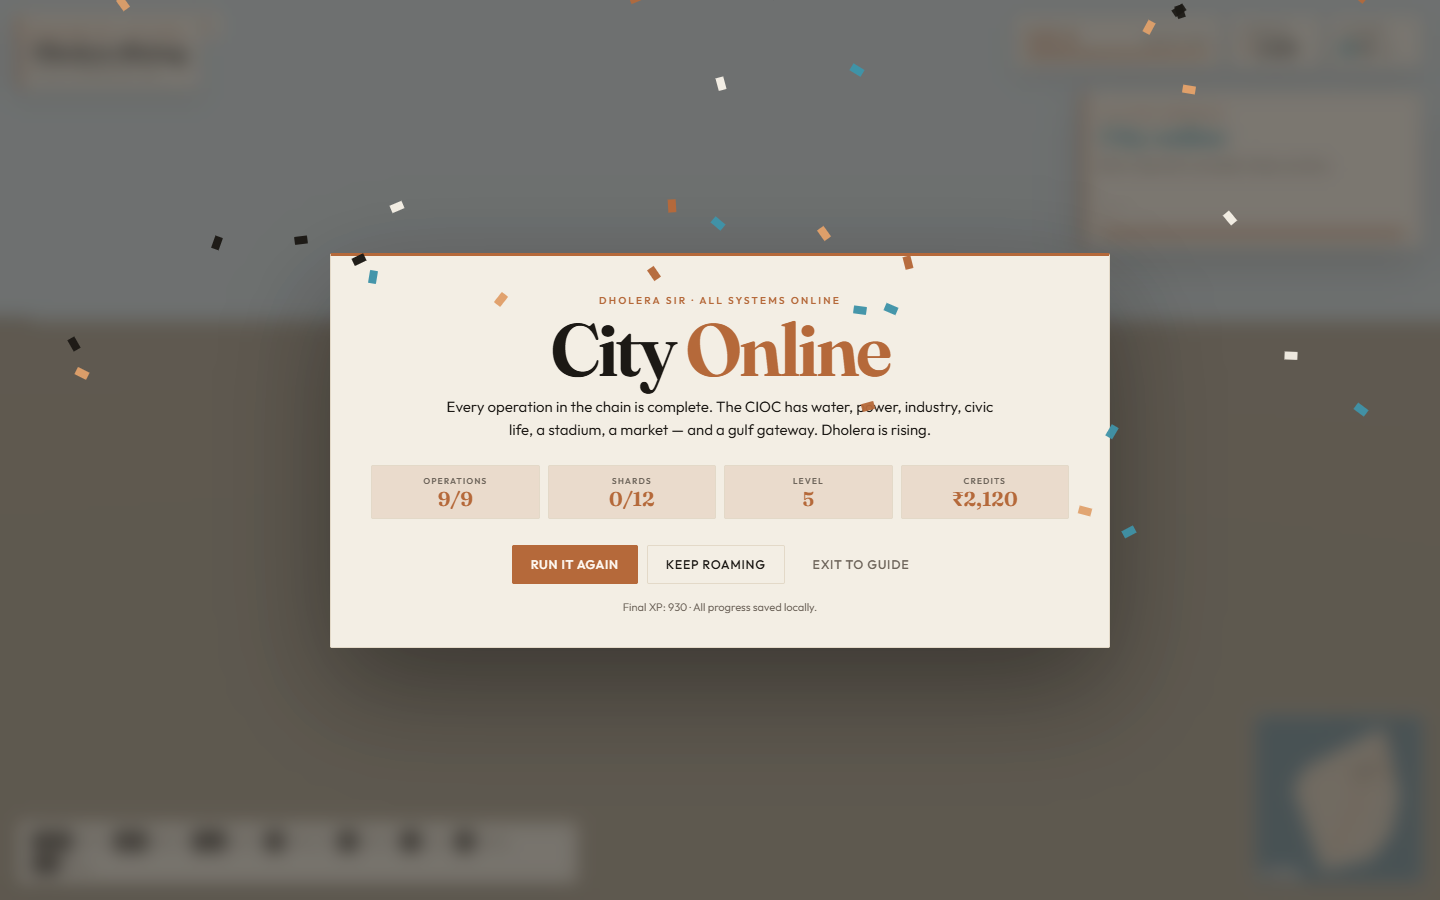 DHOLERA SIR · ALL SYSTEMS ONLINE
City Online
Every operation in the chain is complete. The CIOC has water, power, industry, civic
life, a stadium, a market — and a gulf gateway. Dholera is rising.
OPERATIONS
9/9
SHARDS
0/12
LEVEL
5
CREDITS
₹2,120
RUN IT AGAIN
KEEP ROAMING
EXIT TO GUIDE
Final XP: 930 · All progress saved locally.